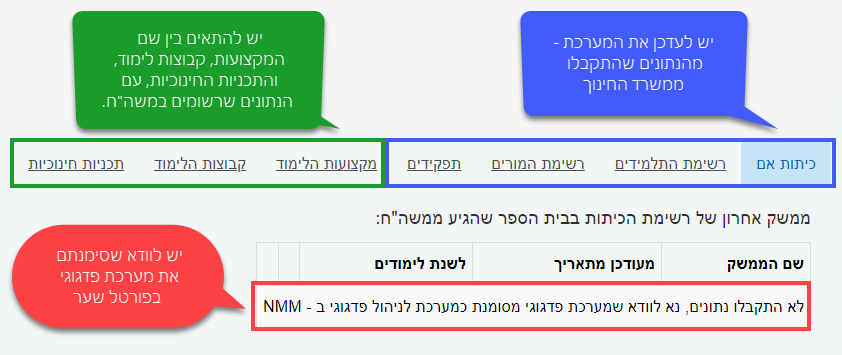 יש לעדכן את המערכת -
מהנתונים שהתקבלו
ממשרד החינוך
יש להתאים בין שם
המקצועות, קבוצות לימוד,
והתכניות החינוכיות, עם
הנתונים שרשומים במשה"ח.
כיתות אם רשימת התלמידים רשימת המורים תפקידים מקצועות הלימוד קבוצות הלימוד תכניות חינוכיות
ממשק אחרון של רשימת הכיתות בבית הספר שהגיע ממשה"ח:
שם הממשק מעודכן מתאריך לשנת לימודים
לא התקבלו נתונים, נא לוודא שמערכת פדגוגי מסומנת כמערכת לניהול פדגוגי ב - NMM
יש לוודא שסימנתם
את מערכת פדגוגי
בפורטל שער